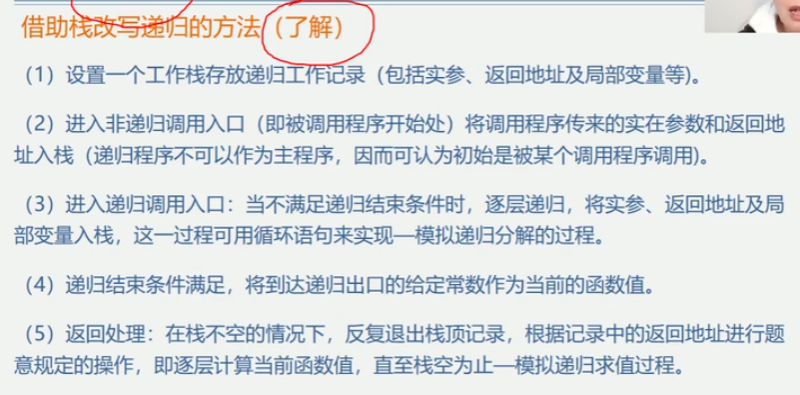 借助栈改写递归的方法（了解）
（1）设置一个工作栈存放递归工作记录（包括实参、返回地址及局部变量等)。
（2）进入非递归调用入口（即被调用程序开始处）将调用程序传来的实在参数和返回地
址入栈（递归程序不可以作为主程序，因而可认为初始是被某个调用程序调用)。
（3）进入递归调用入口：当不满足递归结束条件时，逐层递归，将实参、返回地址及局
部变量入栈，这一过程可用循环语句来实现—模拟递归分解的过程。
（4）递归结束条件满足，将到达递归出口的给定常数作为当前的函数值。
（5）返回处理：在栈不空的情况下，反复退出栈顶记录，根据记录中的返回地址进行题
意规定的操作，即逐层计算当前函数值，直至栈空为止—模拟递归求值过程。